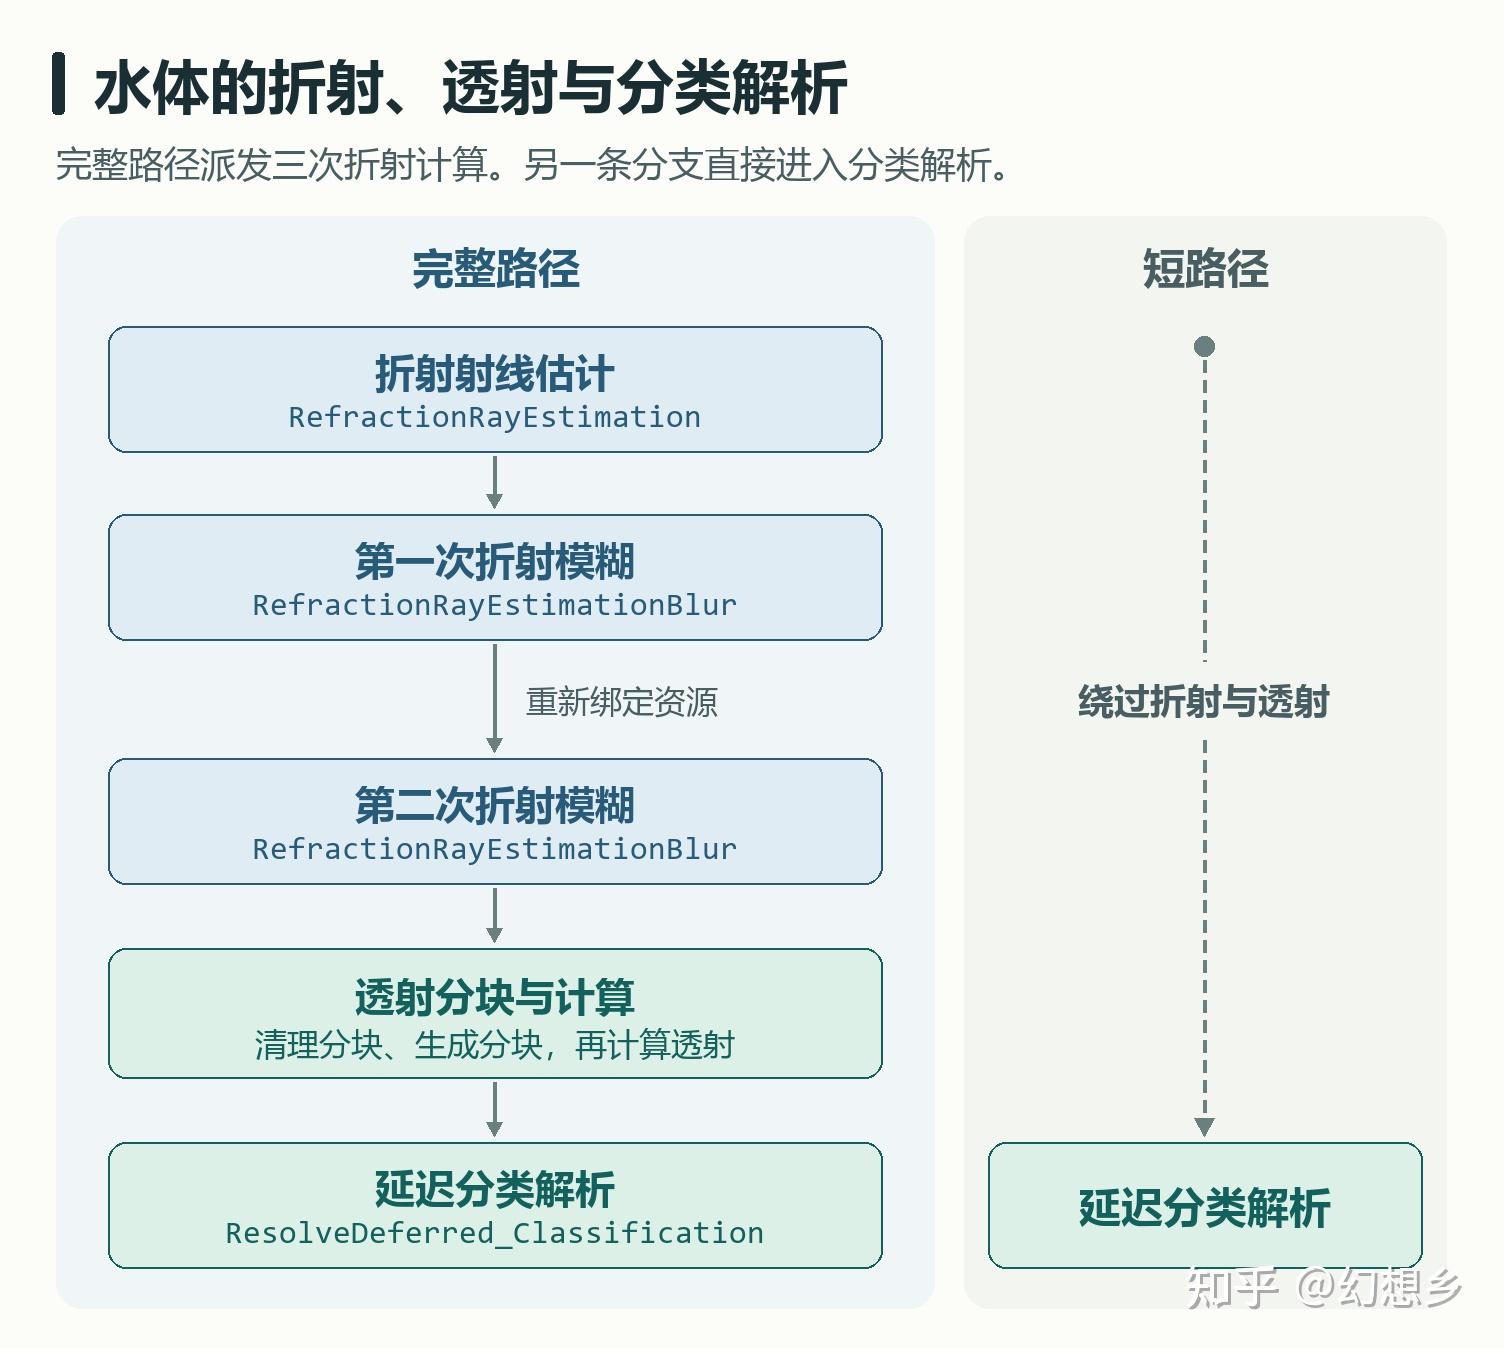 水体的折射、透射与分类解析
完整路径派发三次折射计算。另一条分支直接进入分类解析。
完整路径
折射射线估计
RefractionRayEstimation
第一次折射模糊
RefractionRayEstimationBlur
重新绑定资源
第二次折射模糊
RefractionRayEstimationBlur
透射分块与计算
清理分块、生成分块，再计算透射
延迟分类解析
ResolveDeferred_Classification
短路径
绕过折射与透射
延迟分类解析
知乎 @幻想乡